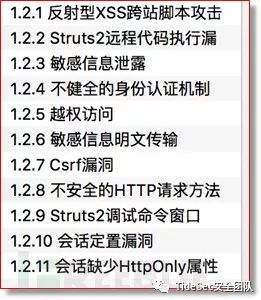 1.2.1 反射型XSS跨站脚本攻击
1.2.2 Struts2远程代码执行漏
1.2.3 敏感信息泄露
1.2.4 不健全的身份认证机制
1.2.5 越权访问
1.2.6 敏感信息明文传输
1.2.7 Csrf漏洞
1.2.8 不安全的HTTP请求方法
1.2.9 Struts2调试命令窗口
1.2.10 会话定置漏洞
1.2.11 会话缺少HttpOnly属性
TideSec安全团队